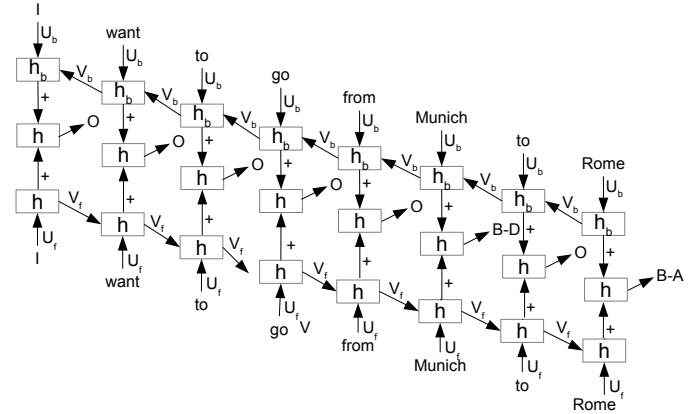 I
U_b
want
U_b
to
U_b
go
U_b
from
U_b
Munich
U_b
to
U_b
Rome
U_b
h_b V_b h_b V_b h_b V_b h_b V_b h_b V_b h_b V_b h_b V_b h_b
+ + + + + + + +
h O h O h O h O h O h B-D h O h B-A
+ + + + + + + +
h V_f h V_f h V_f h V_f h V_f h V_f h V_f h
U_f
I
U_f
want
U_f
to
U_f V
go
U_f
from
U_f
Munich
U_f
to
U_f
Rome